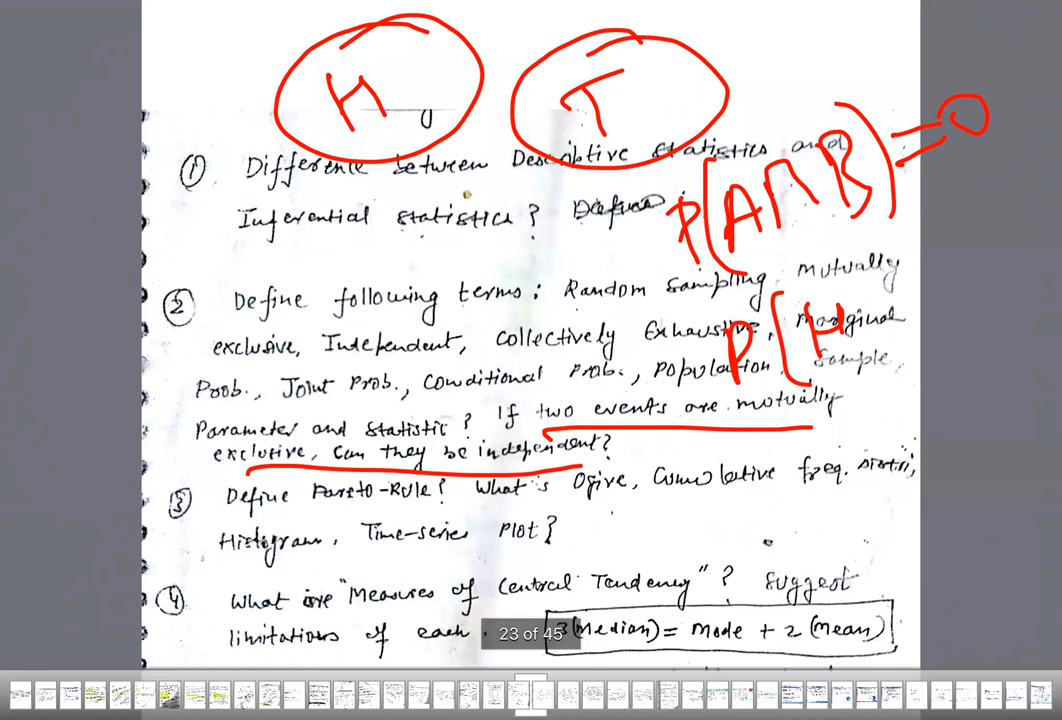 H T
P(A∩B) = 0
P(H
① Difference between Descriptive Statistics and
Inferential statistics? Define
② Define following terms: Random sampling, Mutually
exclusive, Independent, Collectively Exhaustive, Marginal
Prob., Joint Prob., Conditional Prob., Population, Sample,
Parameter and Statistic? If two events are mutually
exclusive, can they be independent?
③ Define Pareto-Rule? What is Ogive, Cumulative freq.
Histogram, Time-series Plot?
④ What are "Measures of Central Tendency"? Suggest
limitations of each. 3(Median) = Mode + 2(Mean)
23 of 45